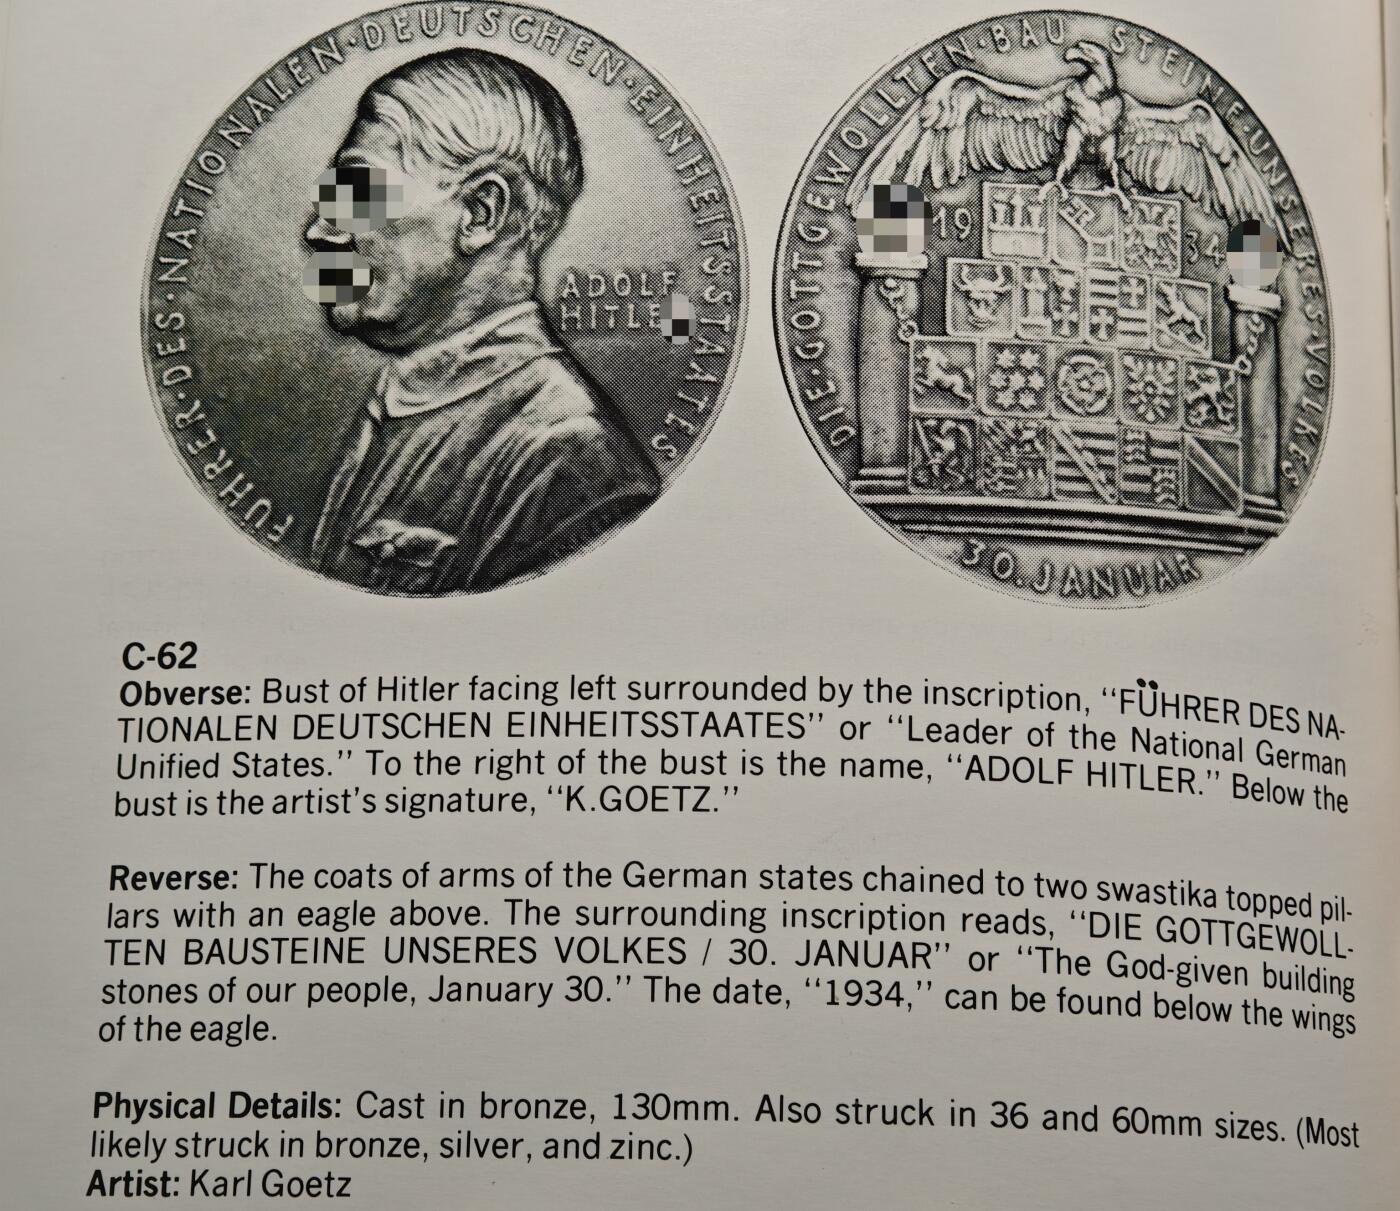 FÜHRER·DES·NATIONALEN·DEUTSCHEN·EINHEITSSTAATES
ADOLF
DIE·GOTTGEWOLLTEN·BAU STEINE·UNSERES·VOLKES
19 34
30. JANUAR
C-62
Obverse: Bust of Hitler facing left surrounded by the inscription, “FÜHRER DES NA-
TIONALEN DEUTSCHEN EINHEITSSTAATES” or “Leader of the National German
Unified States.” To the right of the bust is the name, “ADOLF HITLER.” Below the
bust is the artist's signature, “K.GOETZ.”
Reverse: The coats of arms of the German states chained to two swastika topped pil-
lars with an eagle above. The surrounding inscription reads, “DIE GOTTGEWOLL-
TEN BAUSTEINE UNSERES VOLKES / 30. JANUAR” or “The God-given building
stones of our people, January 30.” The date, “1934,” can be found below the wings
of the eagle.
Physical Details: Cast in bronze, 130mm. Also struck in 36 and 60mm sizes. (Most
likely struck in bronze, silver, and zinc.)
Artist: Karl Goetz